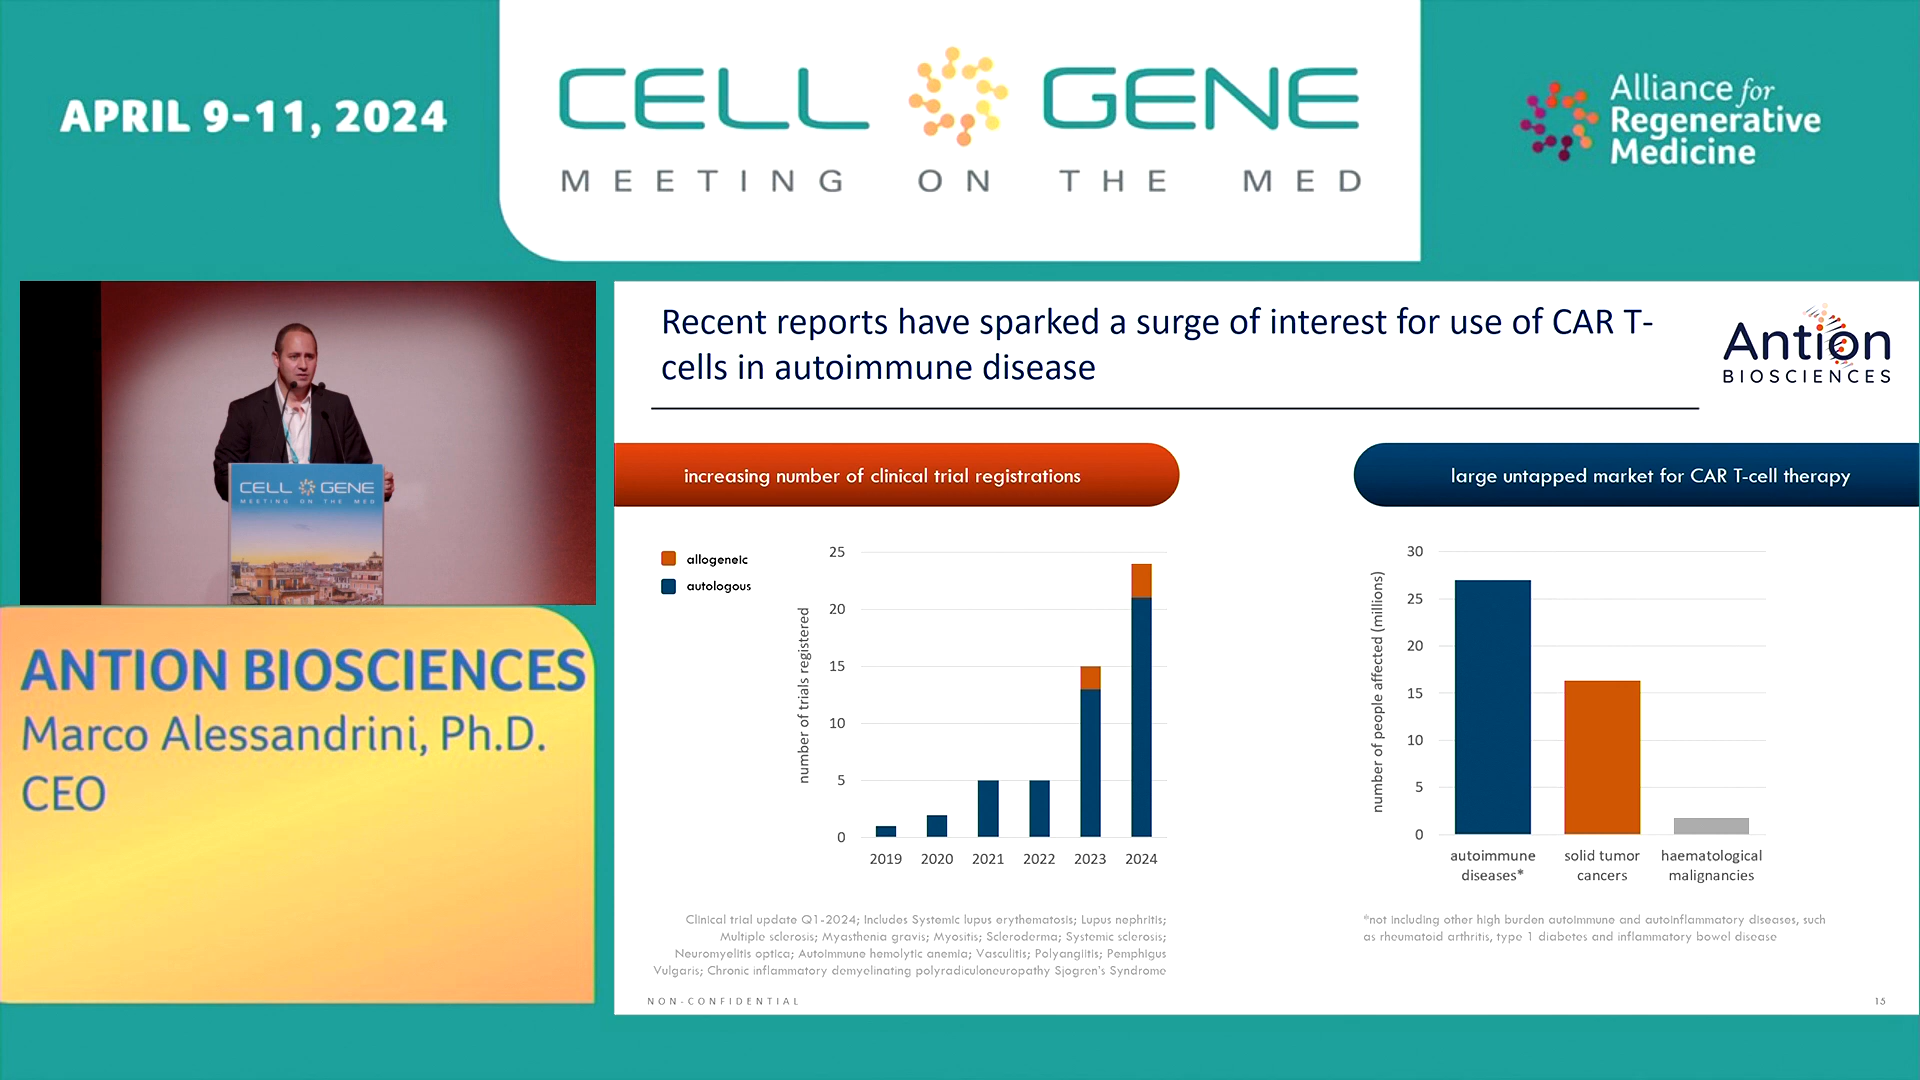 APRIL 9-11, 2024
CELL GENE
MEETING ON THE MED
Alliance for
Regenerative
Medicine
CELL GENE
MEETING ON THE MED
ANTION BIOSCIENCES
Marco Alessandrini, Ph.D.
CEO
Recent reports have sparked a surge of interest for use of CAR T-
cells in autoimmune disease
Antion
BIOSCIENCES
increasing number of clinical trial registrations
allogeneic
autologous
number of trials registered
25
20
15
10
5
0
2019 2020 2021 2022 2023 2024
Clinical trial update Q1-2024; Includes Systemic lupus erythematosis; Lupus nephritis;
Multiple sclerosis; Myasthenia gravis; Myositis; Scleroderma; Systemic sclerosis;
Neuromyelitis optica; Autoimmune hemolytic anemia; Vasculitis; Polyangiitis; Pemphigus
Vulgaris; Chronic inflammatory demyelinating polyradiculoneuropathy Sjogren's Syndrome
large untapped market for CAR T-cell therapy
number of people affected (millions)
30
25
20
15
10
5
0
autoimmune
diseases*
solid tumor
cancers
haematological
malignancies
*not including other high burden autoimmune and autoinflammatory diseases, such
as rheumatoid arthritis, type 1 diabetes and inflammatory bowel disease
NON-CONFIDENTIAL
15